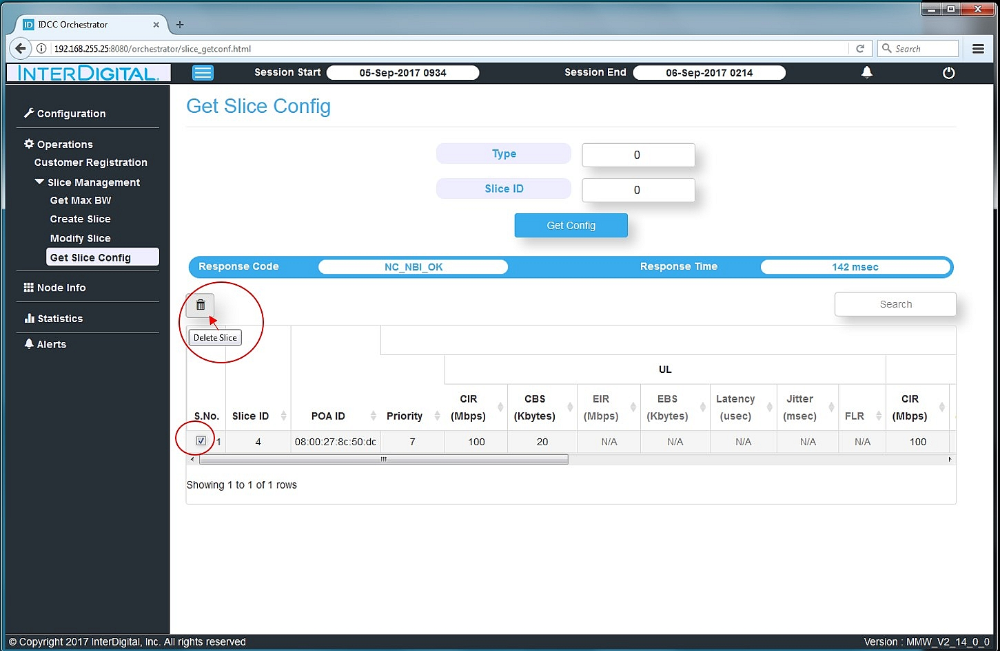 ID IDCC Orchestrator
192.168.255.25:8080/orchestrator/slice_getconf.html
Search
INTERDIGITAL.
Session Start 05-Sep-2017 0934 Session End 06-Sep-2017 0214
Configuration
Operations
Customer Registration
Slice Management
Get Max BW
Create Slice
Modify Slice
Get Slice Config
Node Info
Statistics
Alerts
Get Slice Config
Type 0
Slice ID 0
Get Config
Response Code NC_NBI_OK Response Time 142 msec
Search
Delete Slice
UL
S.No. Slice ID POA ID Priority CIR (Mbps) CBS (Kbytes) EIR (Mbps) EBS (Kbytes) Latency (usec) Jitter (msec) FLR CIR (Mbps)
1 4 08:00:27:8c:50:dc 7 100 20 N/A N/A N/A N/A N/A 100
Showing 1 to 1 of 1 rows
© Copyright 2017 InterDigital, Inc. All rights reserved
Version : MMW_V2_14_0_0